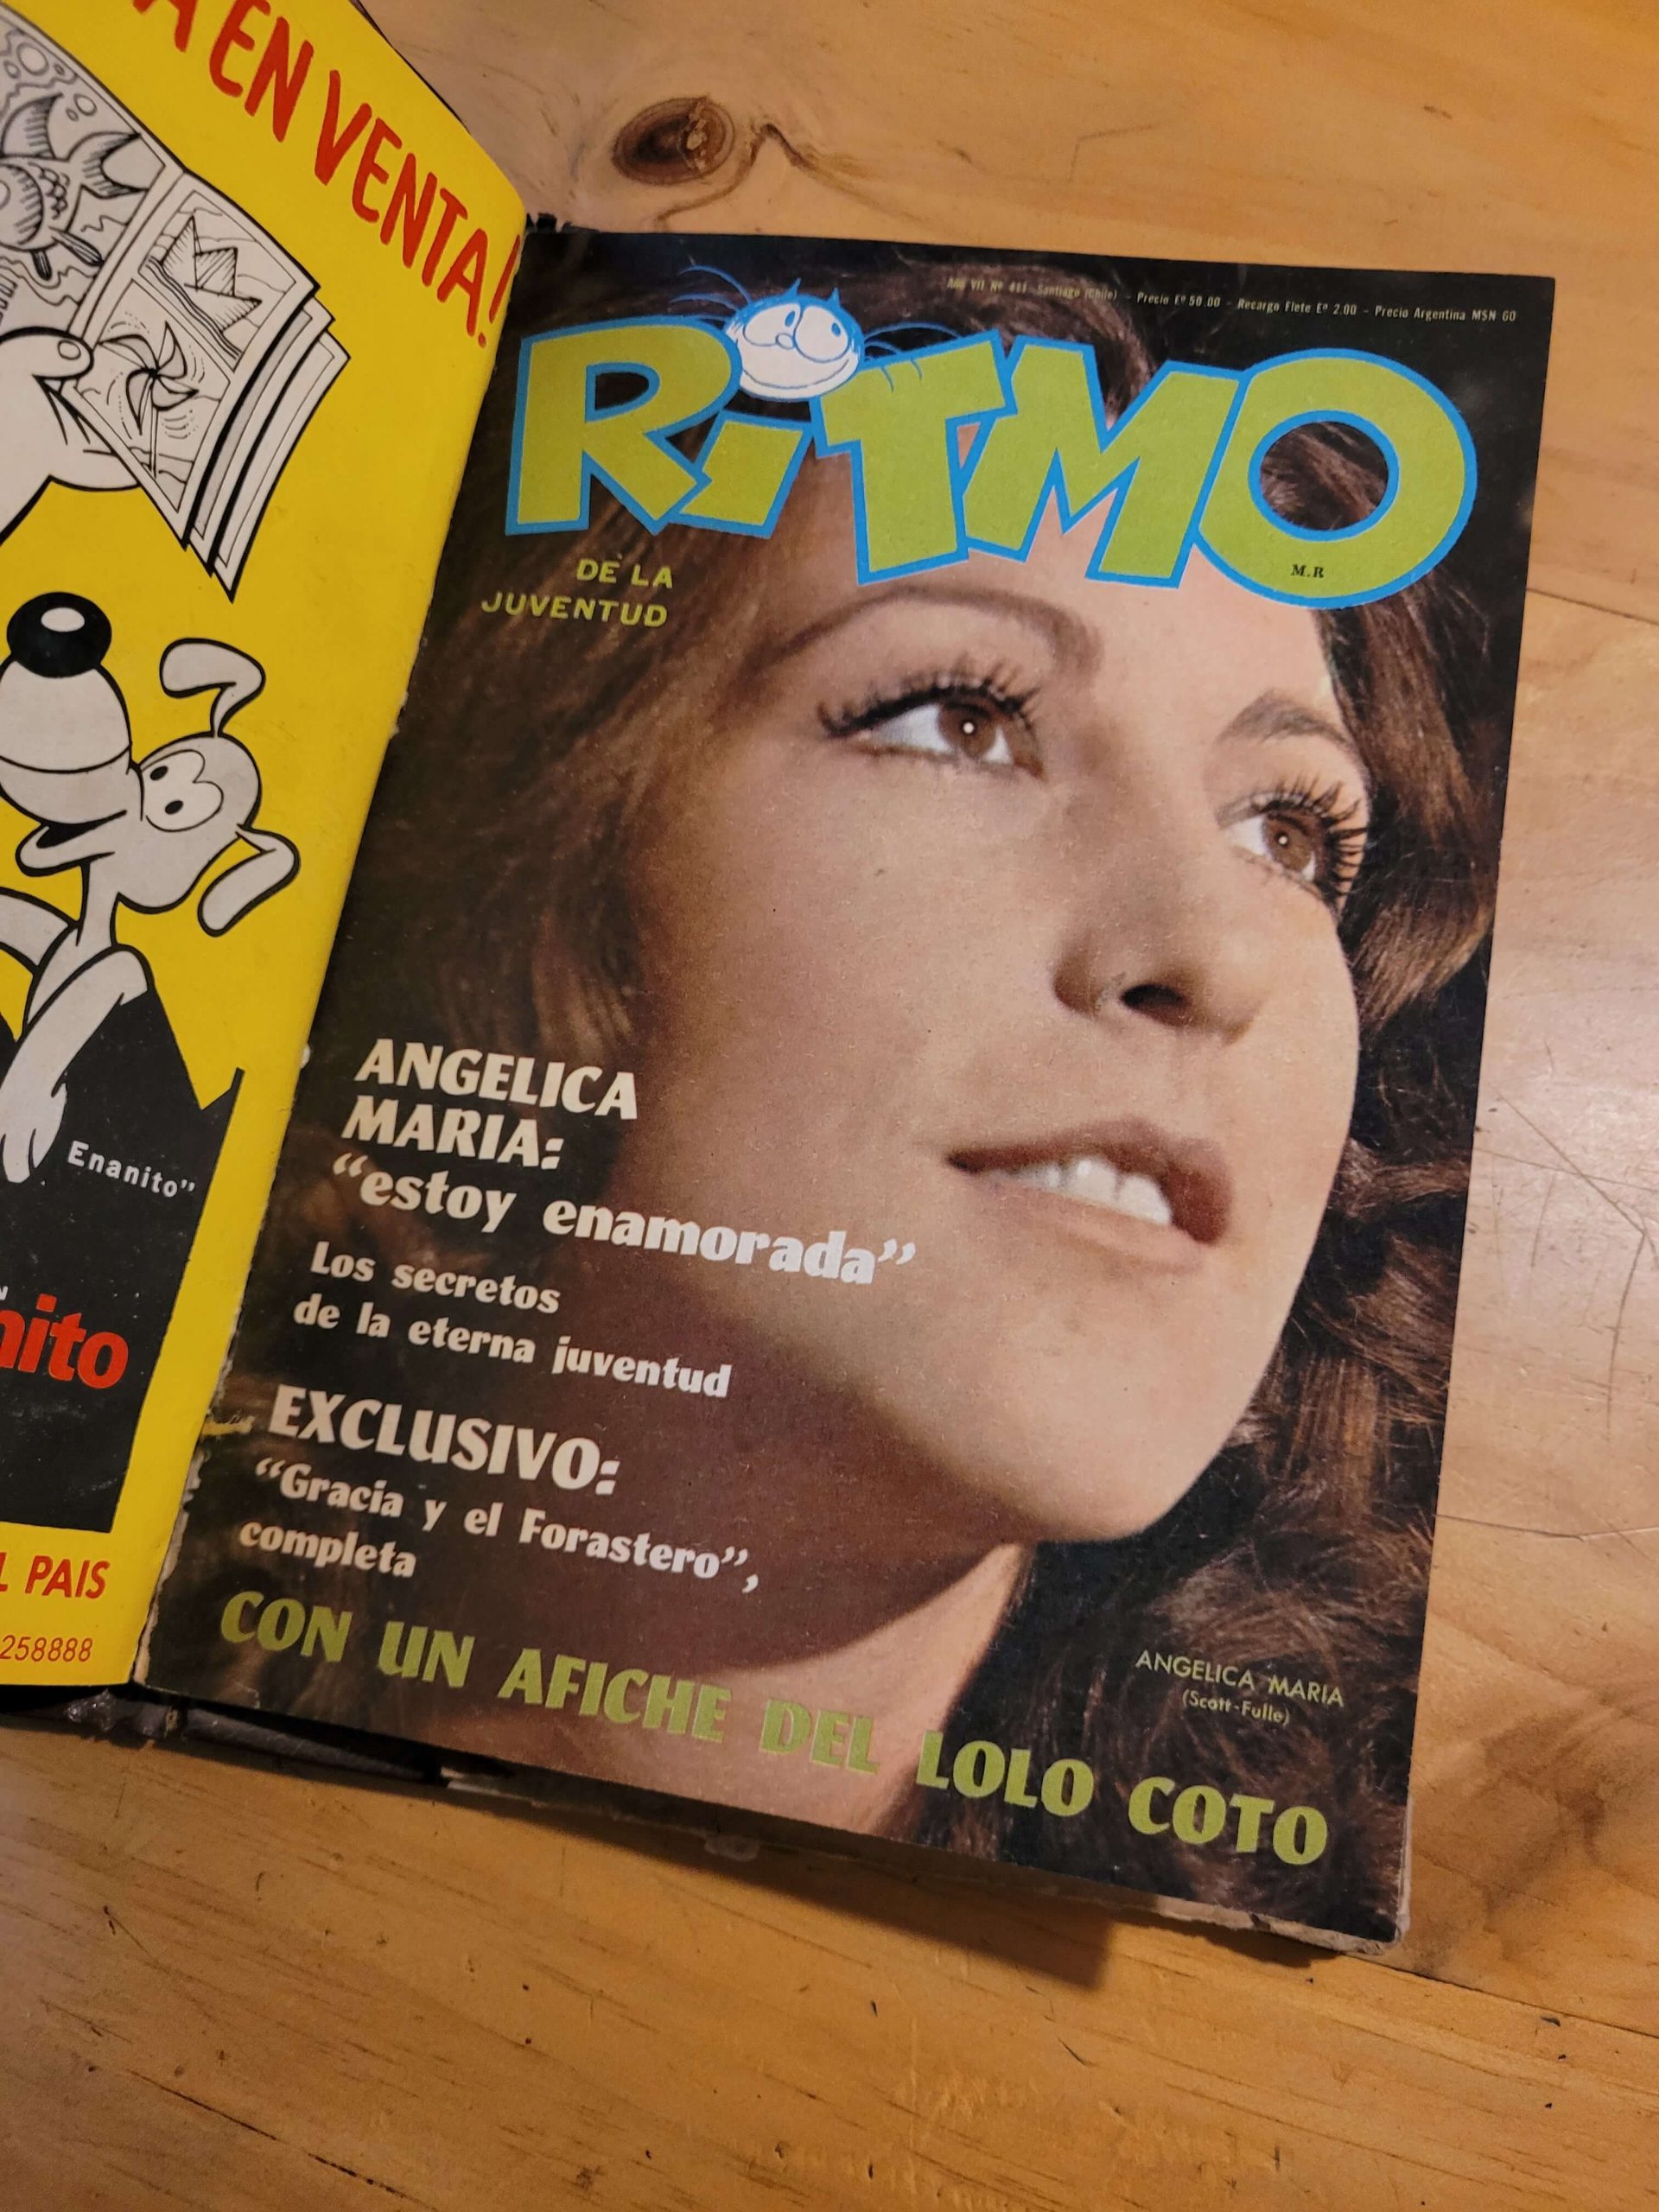 A EN VENTA!
Enanito"
nito
L PAIS
258888
Año VII Nº 411 - Santiago (Chile) - Precio Eº 50.00 - Recargo Flete Eº 2.00 - Precio Argentina M$N 60
RiTMO
M.R
DE LA
JUVENTUD
ANGELICA
MARIA:
"estoy enamorada"
Los secretos
de la eterna juventud
EXCLUSIVO:
"Gracia y el Forastero",
completa
CON UN AFICHE DEL LOLO COTO
ANGELICA MARIA
(Scott-Fulle)